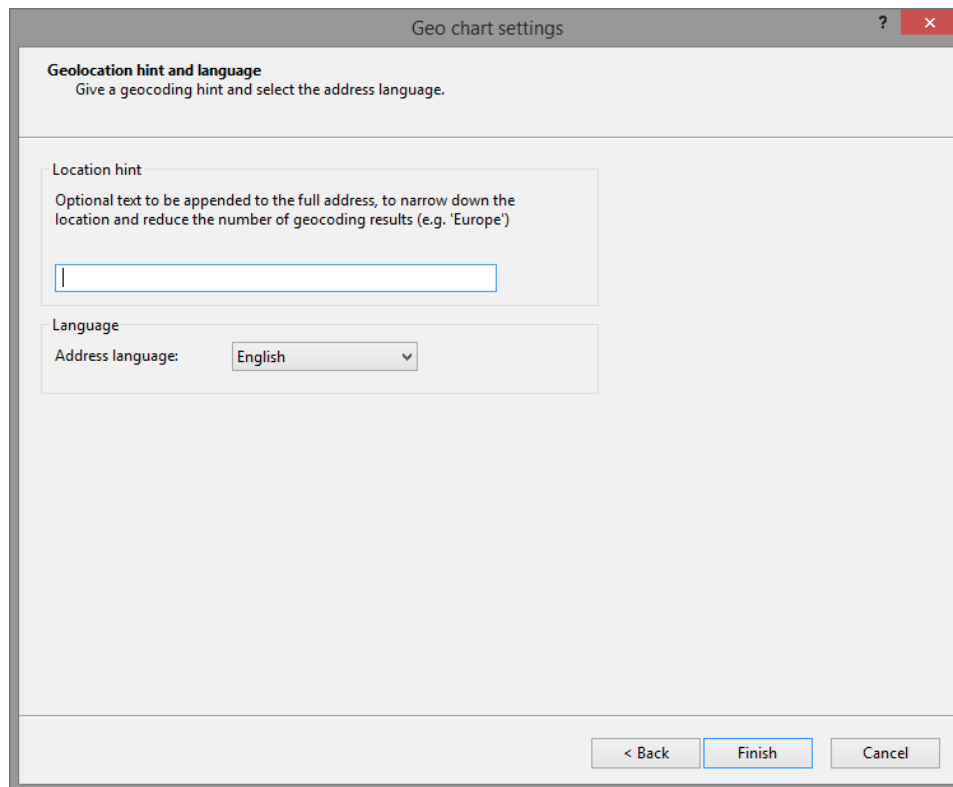 Geo chart settings
?
Geolocation hint and language
Give a geocoding hint and select the address language.
Location hint
Optional text to be appended to the full address, to narrow down the
location and reduce the number of geocoding results (e.g. 'Europe')
Language
Address language: English
< Back Finish Cancel